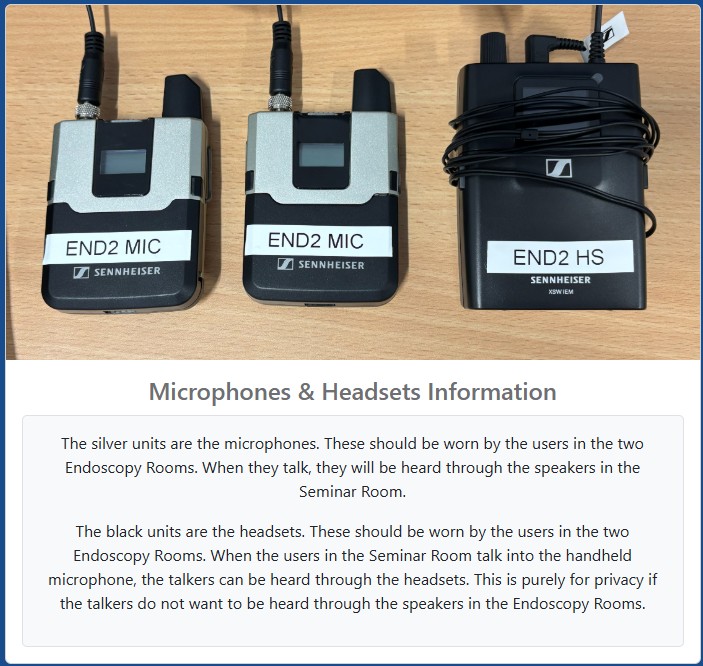 END2 MIC
SENNHEISER
END2 MIC
SENNHEISER
END2 HS
SENNHEISER
XSW IEM
Microphones & Headsets Information
The silver units are the microphones. These should be worn by the users in the two
Endoscopy Rooms. When they talk, they will be heard through the speakers in the
Seminar Room.
The black units are the headsets. These should be worn by the users in the two
Endoscopy Rooms. When the users in the Seminar Room talk into the handheld
microphone, the talkers can be heard through the headsets. This is purely for privacy if
the talkers do not want to be heard through the speakers in the Endoscopy Rooms.